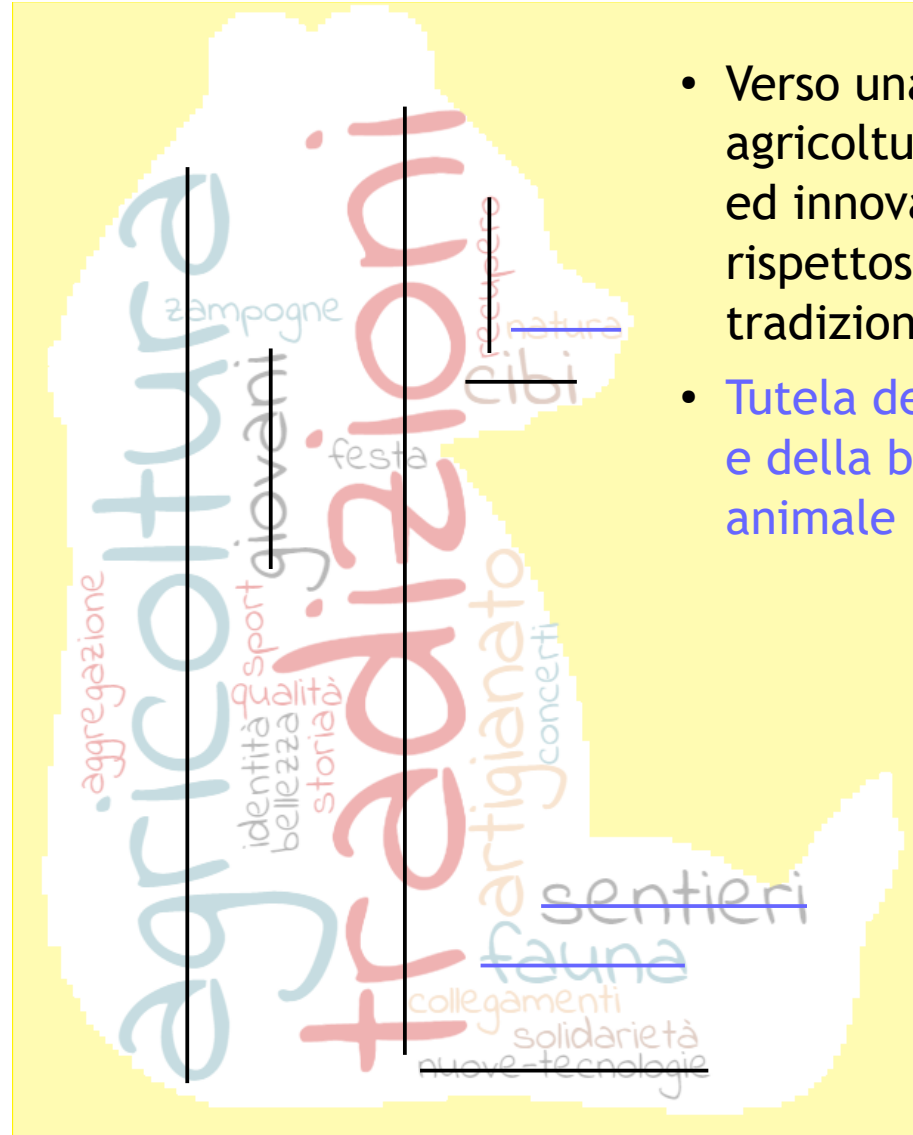 agricoltura
tradizioni
zampogne
giovani
recupero
natura
cibi
festa
aggregazione
sport
qualità
identità
bellezza
storia
artigianato
concerti
sentieri
fauna
collegamenti
solidarietà
nuove-tecnologie
• Verso una
agricoltu
ed innova
rispettos
tradizion
• Tutela de
e della b
animale